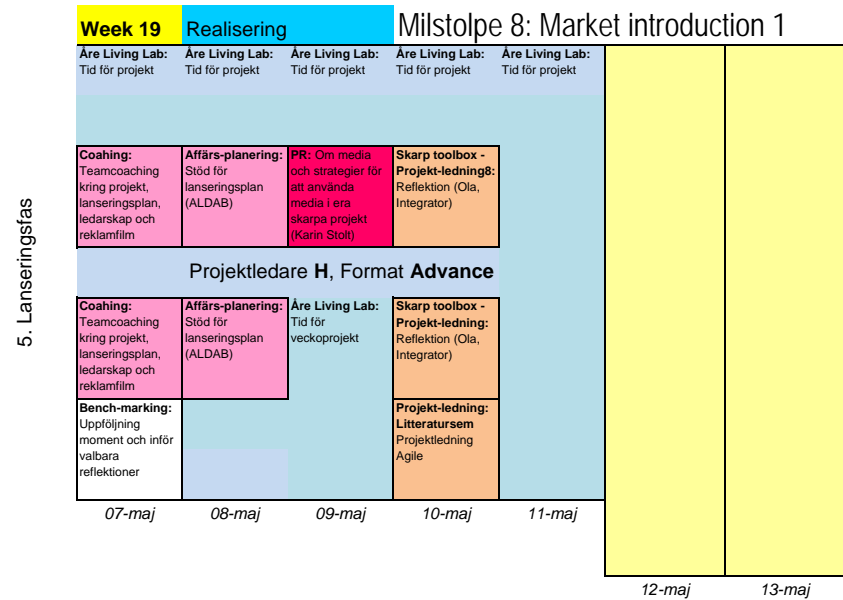 Week 19
Realisering
Milstolpe 8: Market introduction 1
Åre Living Lab:
Tid för projekt
Åre Living Lab:
Tid för projekt
Åre Living Lab:
Tid för projekt
Åre Living Lab:
Tid för projekt
Åre Living Lab:
Tid för projekt
5. Lanseringsfas
Coahing:
Teamcoaching
kring projekt,
lanseringsplan,
ledarskap och
reklamfilm
Affärs-planering:
Stöd för
lanseringsplan
(ALDAB)
PR: Om media
och strategier för
att använda
media i era
skarpa projekt
(Karin Stolt)
Skarp toolbox -
Projekt-ledning8:
Reflektion (Ola,
Integrator)
Projektledare H, Format Advance
Coahing:
Teamcoaching
kring projekt,
lanseringsplan,
ledarskap och
reklamfilm
Affärs-planering:
Stöd för
lanseringsplan
(ALDAB)
Åre Living Lab:
Tid för
veckoprojekt
Skarp toolbox -
Projekt-ledning:
Reflektion (Ola,
Integrator)
Bench-marking:
Uppföljning
moment och inför
valbara
reflektioner
Projekt-ledning:
Litteratursem
Projektledning
Agile
07-maj
08-maj
09-maj
10-maj
11-maj
12-maj
13-maj